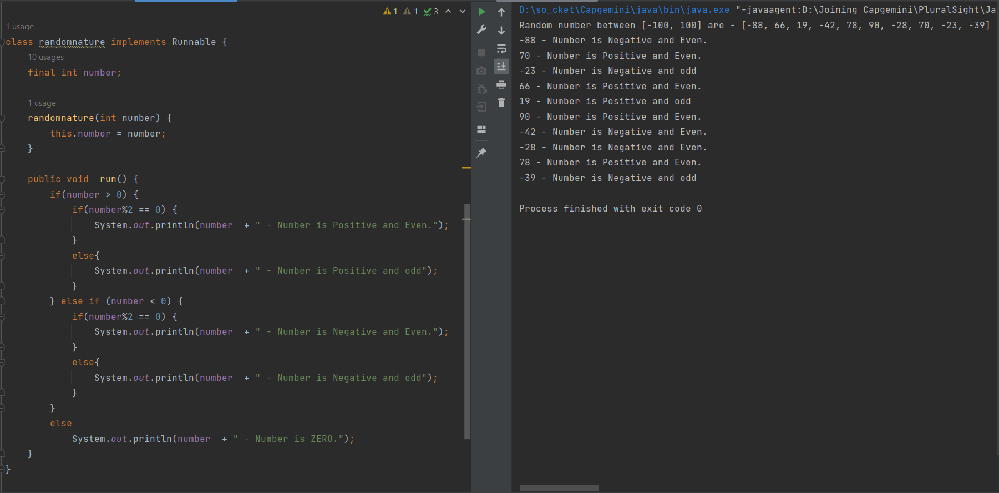 1 1 3
1 usage
class randomnature implements Runnable {
10 usages
final int number;
1 usage
randomnature(int number) {
this.number = number;
}
public void  run() {
if(number > 0) {
if(number%2 == 0) {
System.out.println(number  + " - Number is Positive and Even.");
}
else{
System.out.println(number  + " - Number is Positive and odd");
}
} else if (number < 0) {
if(number%2 == 0) {
System.out.println(number  + " - Number is Negative and Even.");
}
else{
System.out.println(number  + " - Number is Negative and odd");
}
}
else
System.out.println(number  + " - Number is ZERO.");
}
}
D:\so_cket\Capgemini\java\bin\java.exe "-javaagent:D:\Joining Capgemini\PluralSight\Ja
Random number between [-100, 100] are - [-88, 66, 19, -42, 78, 90, -28, 70, -23, -39]
-88 - Number is Negative and Even.
70 - Number is Positive and Even.
-23 - Number is Negative and odd
66 - Number is Positive and Even.
19 - Number is Positive and odd
90 - Number is Positive and Even.
-42 - Number is Negative and Even.
-28 - Number is Negative and Even.
78 - Number is Positive and Even.
-39 - Number is Negative and odd
Process finished with exit code 0